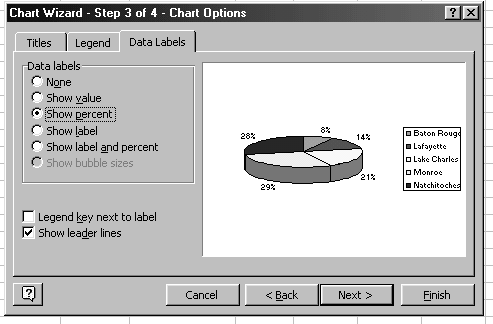 Chart Wizard - Step 3 of 4 - Chart Options
Titles
Legend
Data Labels
Data labels
None
Show value
Show percent
Show label
Show label and percent
Show bubble sizes
Legend key next to label
Show leader lines
28%
8%
14%
21%
29%
Baton Rouge
Lafayette
Lake Charles
Monroe
Natchitoches
?
Cancel
< Back
Next >
Finish